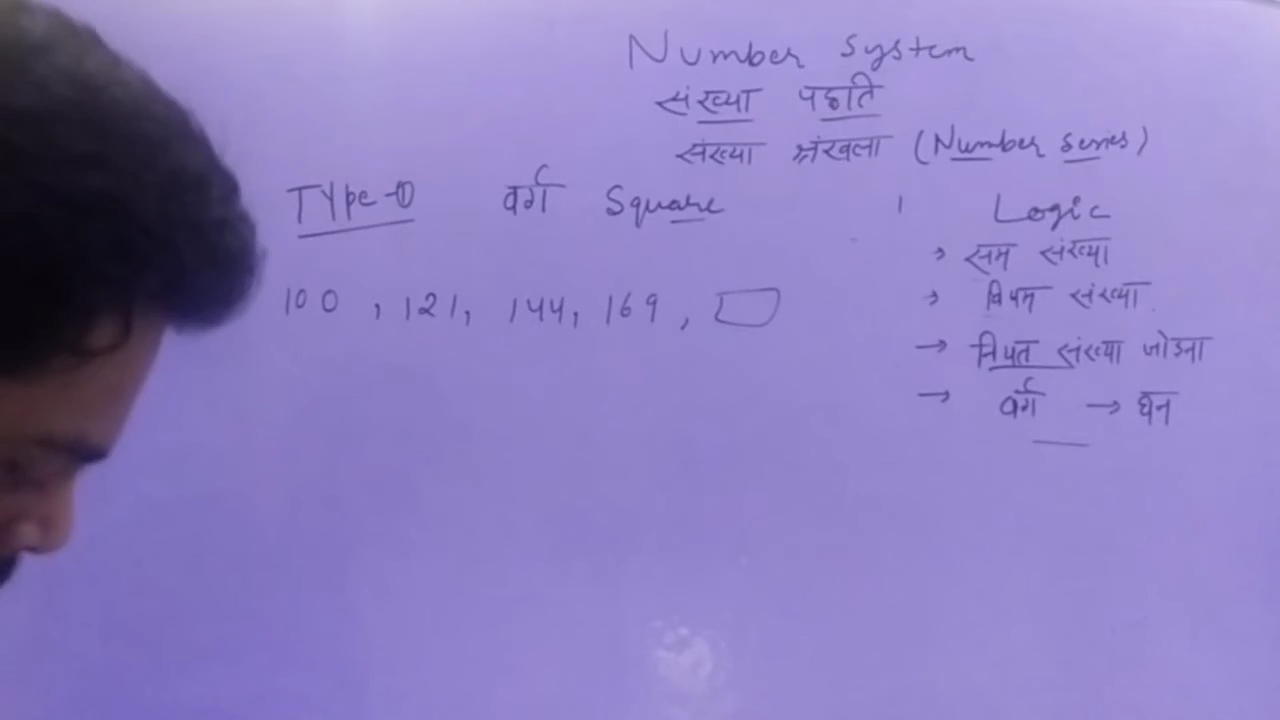 Number System
संख्या पद्धति
संख्या श्रंखला (Number Series)
Type-① वर्ग Square
100, 121, 144, 169,
Logic
→ सम संख्या
→ विषम संख्या
→ नियत संख्या जोडना
→ वर्ग → घन